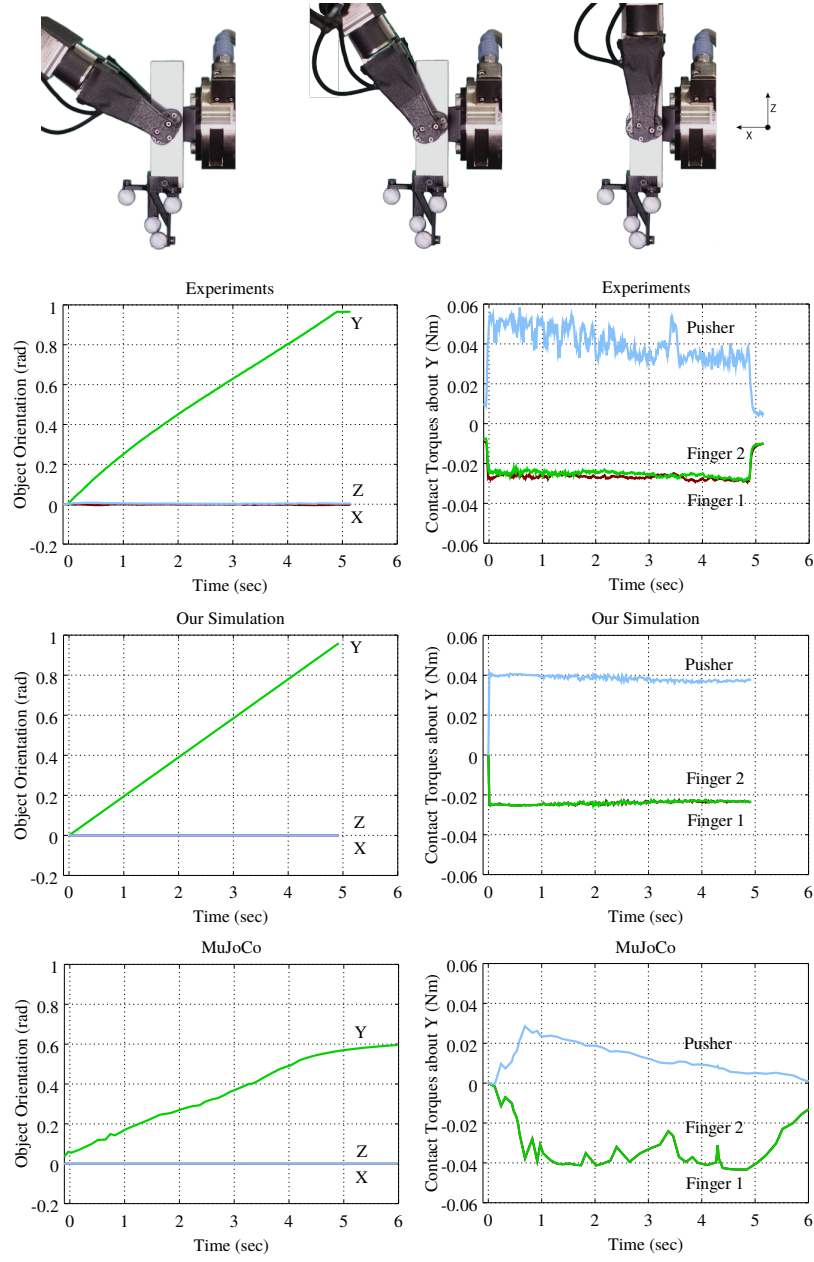 Z
X
Experiments
Object Orientation (rad)
1
0.8
0.6
0.4
0.2
0
-0.2
Y
Z
X
0 1 2 3 4 5 6
Time (sec)
Experiments
Contact Torques about Y (Nm)
0.06
0.04
0.02
0
-0.02
-0.04
-0.06
Pusher
Finger 2
Finger 1
0 1 2 3 4 5 6
Time (sec)
Our Simulation
Object Orientation (rad)
1
0.8
0.6
0.4
0.2
0
-0.2
Y
Z
X
0 1 2 3 4 5 6
Time (sec)
Our Simulation
Contact Torques about Y (Nm)
0.06
0.04
0.02
0
-0.02
-0.04
-0.06
Pusher
Finger 2
Finger 1
0 1 2 3 4 5 6
Time (sec)
MuJoCo
Object Orientation (rad)
1
0.8
0.6
0.4
0.2
0
-0.2
Y
Z
X
0 1 2 3 4 5 6
Time (sec)
MuJoCo
Contact Torques about Y (Nm)
0.06
0.04
0.02
0
-0.02
-0.04
-0.06
Pusher
Finger 2
Finger 1
0 1 2 3 4 5 6
Time (sec)